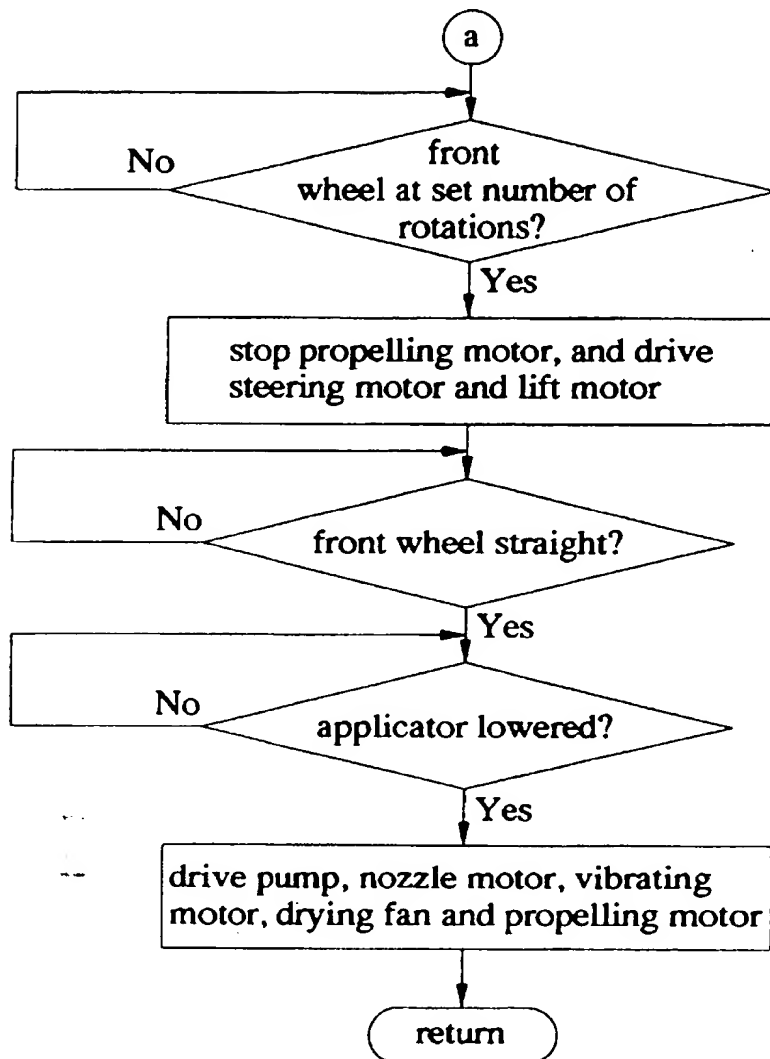 a
front
No
wheel at set number of
rotations?
Yes
stop propelling motor, and drive
steering motor and lift motor
No
front wheel straight?
Yes
No
applicator lowered?
Yes
drive pump, nozzle motor, vibrating
motor, drying fan and propelling motor
return